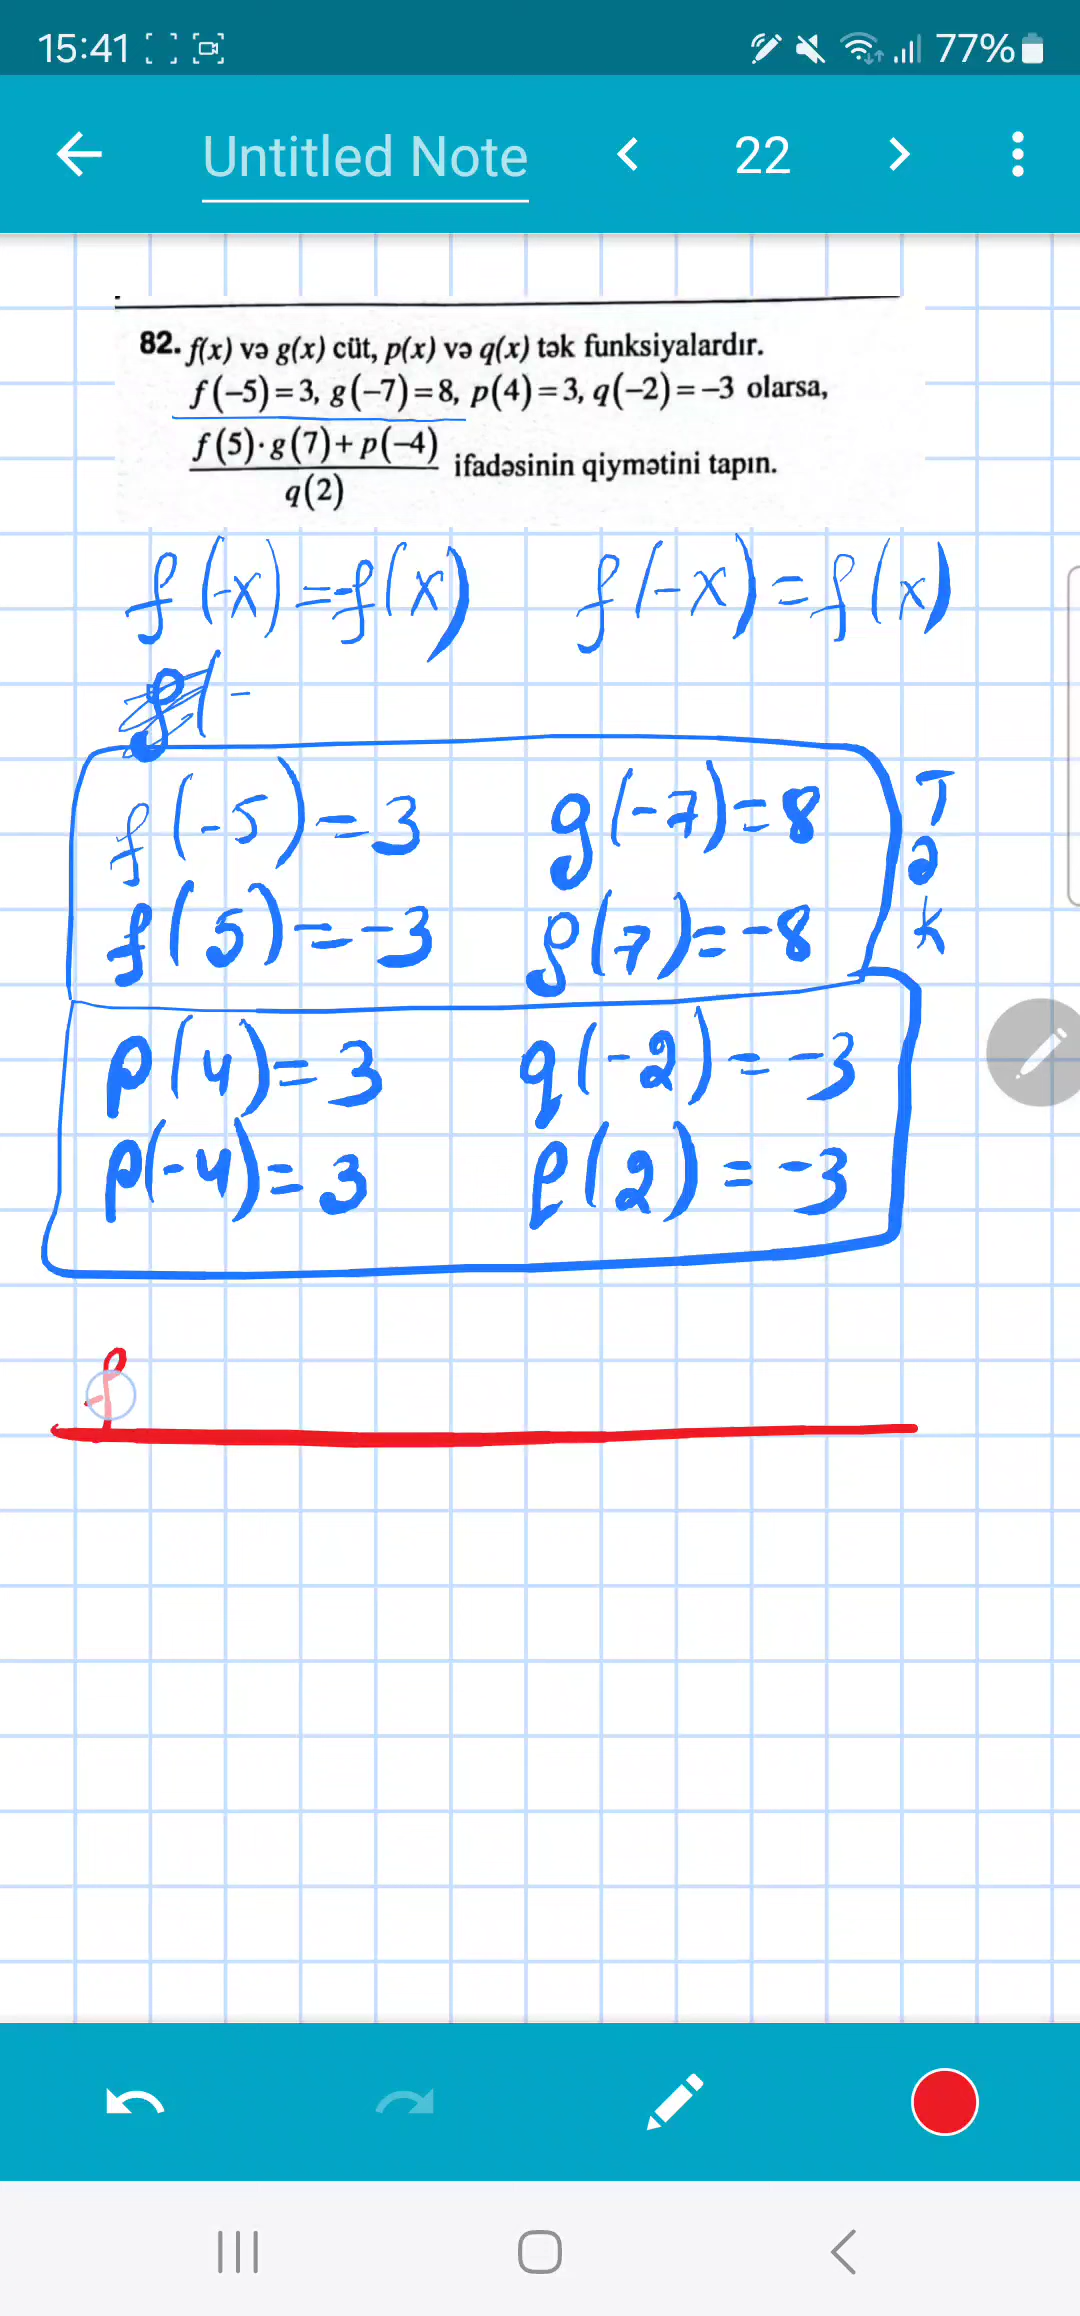 15:41 77%
Untitled Note 22
82. f(x) və g(x) cüt, p(x) və q(x) tək funksiyalardır.
f(−5)=3, g(−7)=8, p(4)=3, q(−2)=−3 olarsa,
f(5)·g(7)+p(−4)
q(2)
ifadəsinin qiymətini tapın.
f(-x)=-f(x) f(-x)=f(x)
f(-5)=3 g(-7)=8
f(5)=-3 g(7)=-8
Tək
p(4)=3 q(-2)=-3
p(-4)=3 p(2)=-3
f